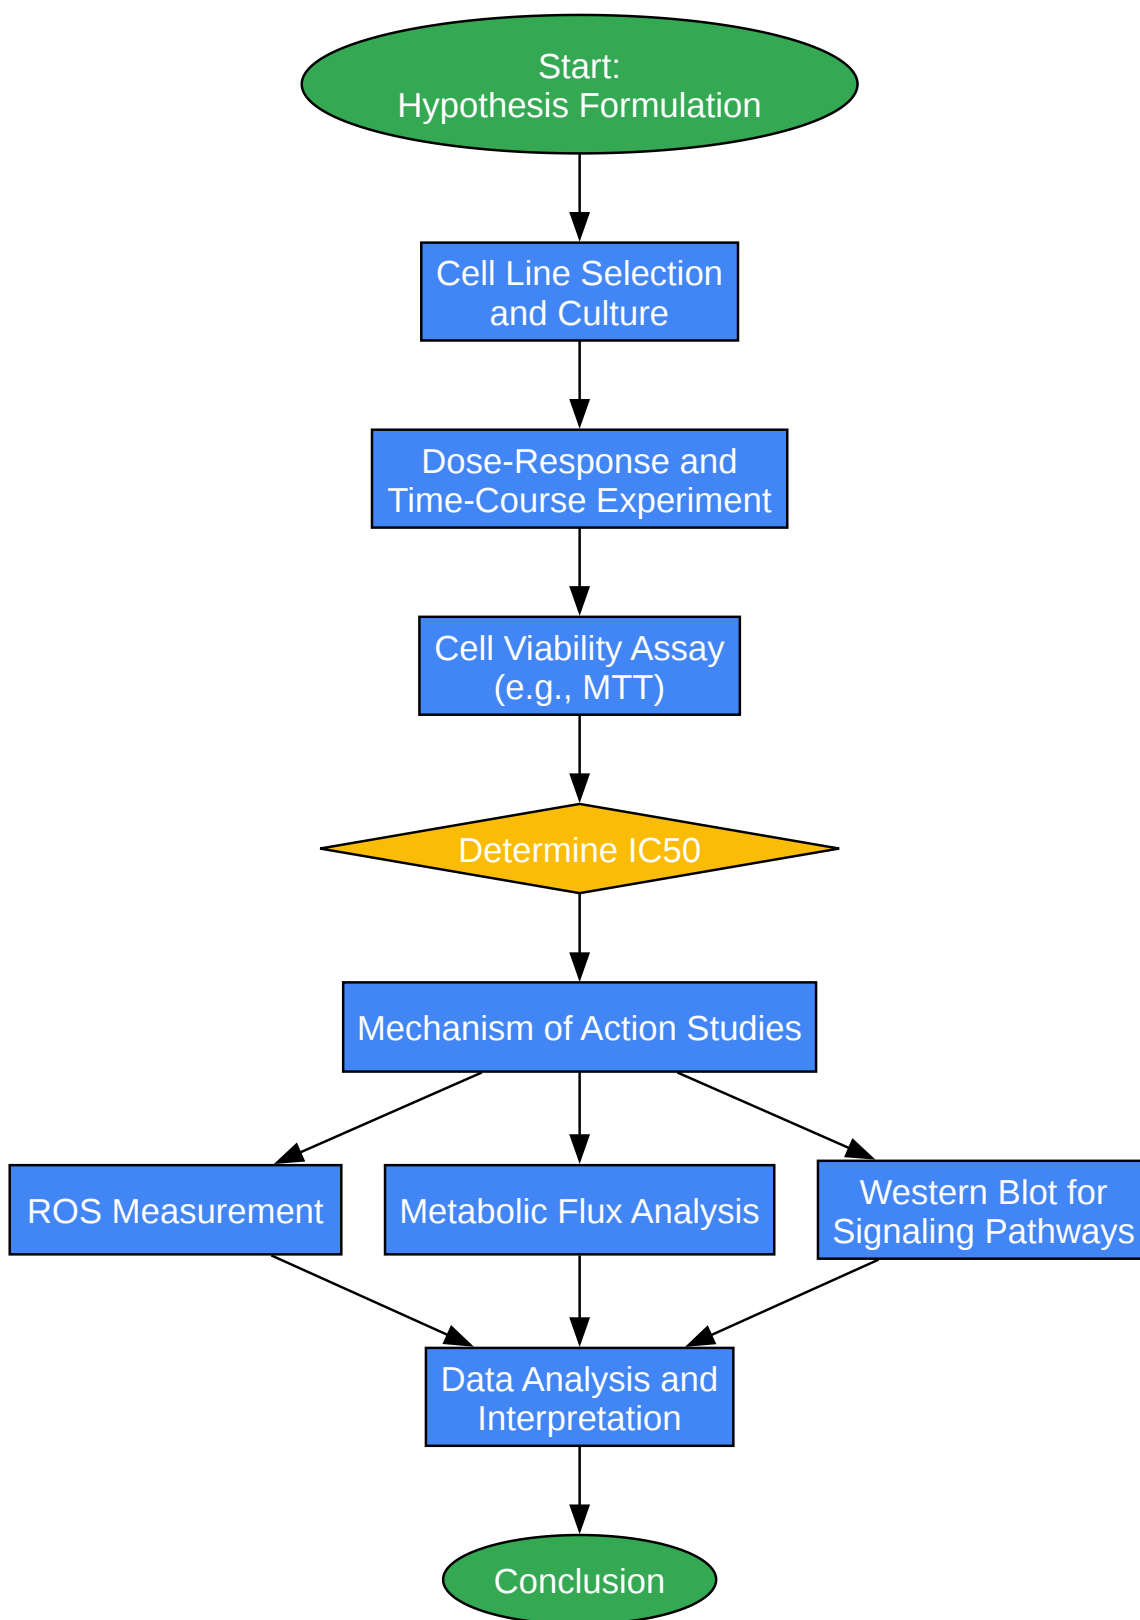 Start:
Hypothesis Formulation
Cell Line Selection
and Culture
Dose-Response and
Time-Course Experiment
Cell Viability Assay
(e.g., MTT)
Determine IC50
Mechanism of Action Studies
ROS Measurement
Metabolic Flux Analysis
Western Blot for
Signaling Pathways
Data Analysis and
Interpretation
Conclusion